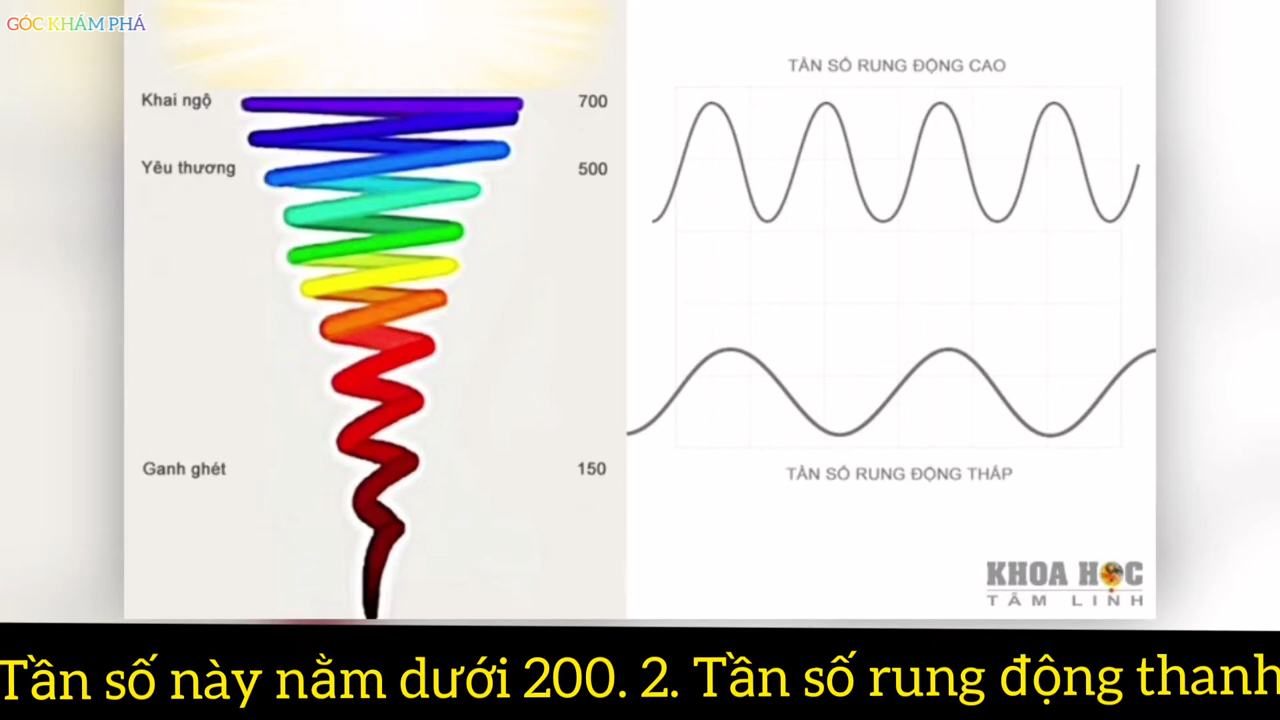 GÓC KHÁM PHÁ
Khai ngộ 700
Yêu thương 500
Ganh ghét 150
TẦN SỐ RUNG ĐỘNG CAO
TẦN SỐ RUNG ĐỘNG THẤP
KHOA HỌC
TÂM LINH
Tần số này nằm dưới 200. 2. Tần số rung động thanh